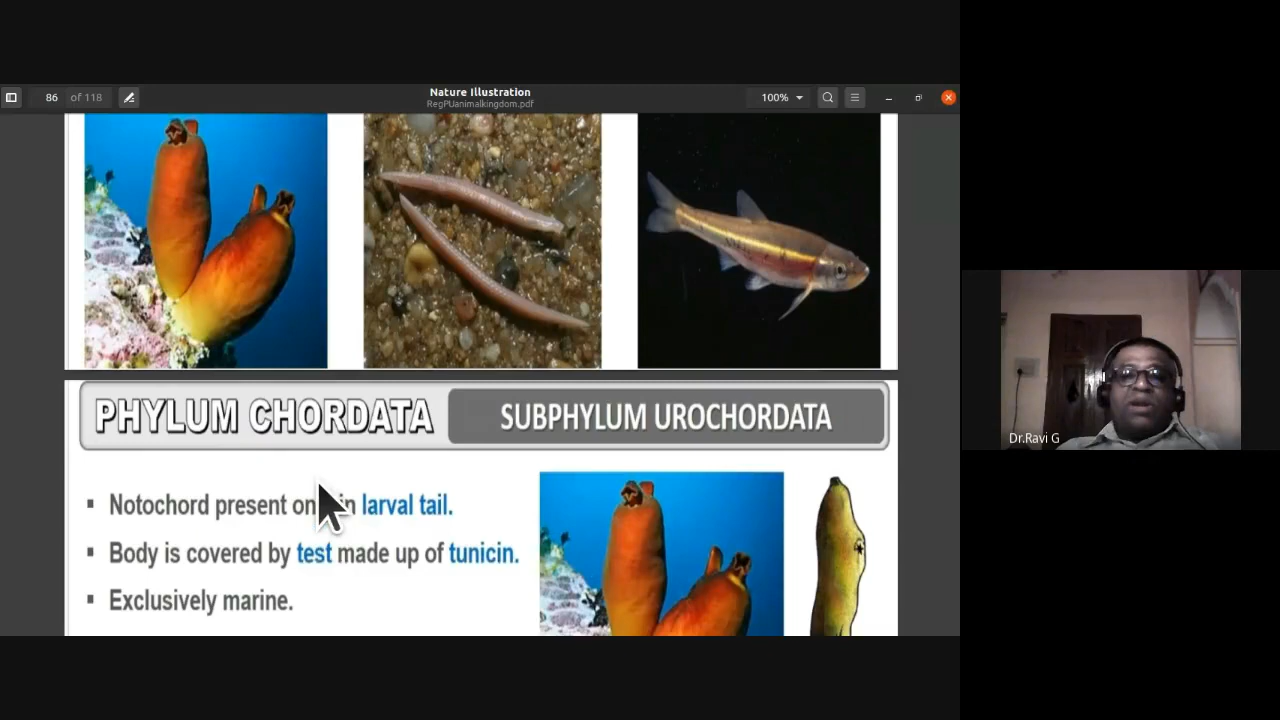 86 of 118
Nature Illustration
RegPUanimalkingdom.pdf
100%
PHYLUM CHORDATA
SUBPHYLUM UROCHORDATA
▪ Notochord present on in larval tail.
▪ Body is covered by test made up of tunicin.
▪ Exclusively marine.
Dr.Ravi G